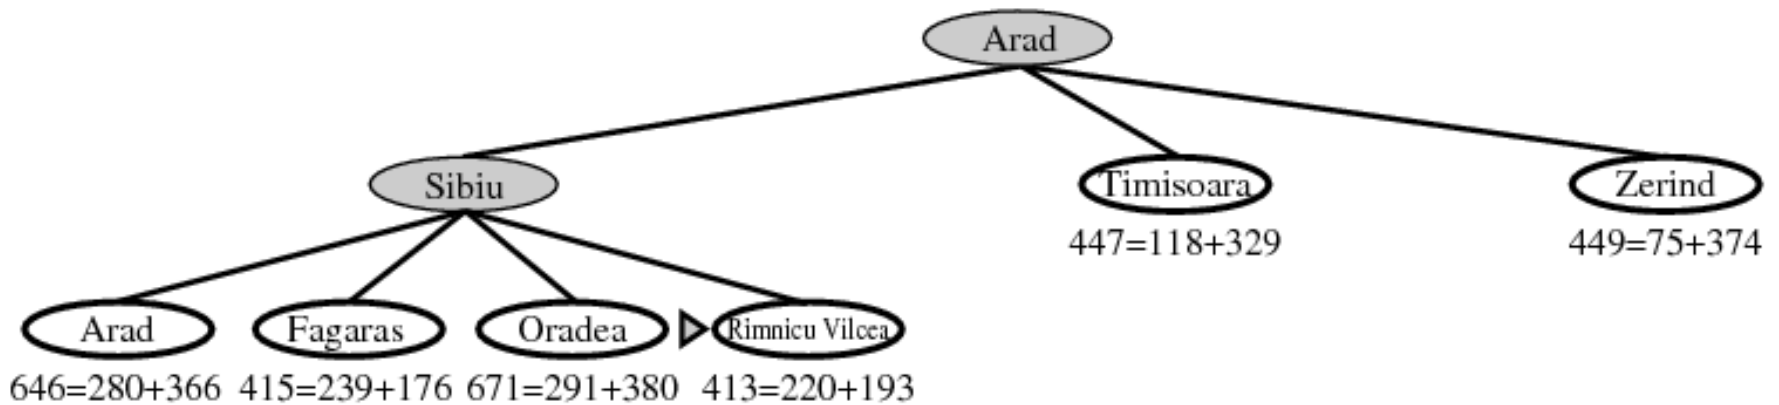 Arad
Sibiu
Timisoara
Zerind
447=118+329
449=75+374
Arad
Fagaras
Oradea
Rimnicu Vilcea
646=280+366
415=239+176
671=291+380
413=220+193